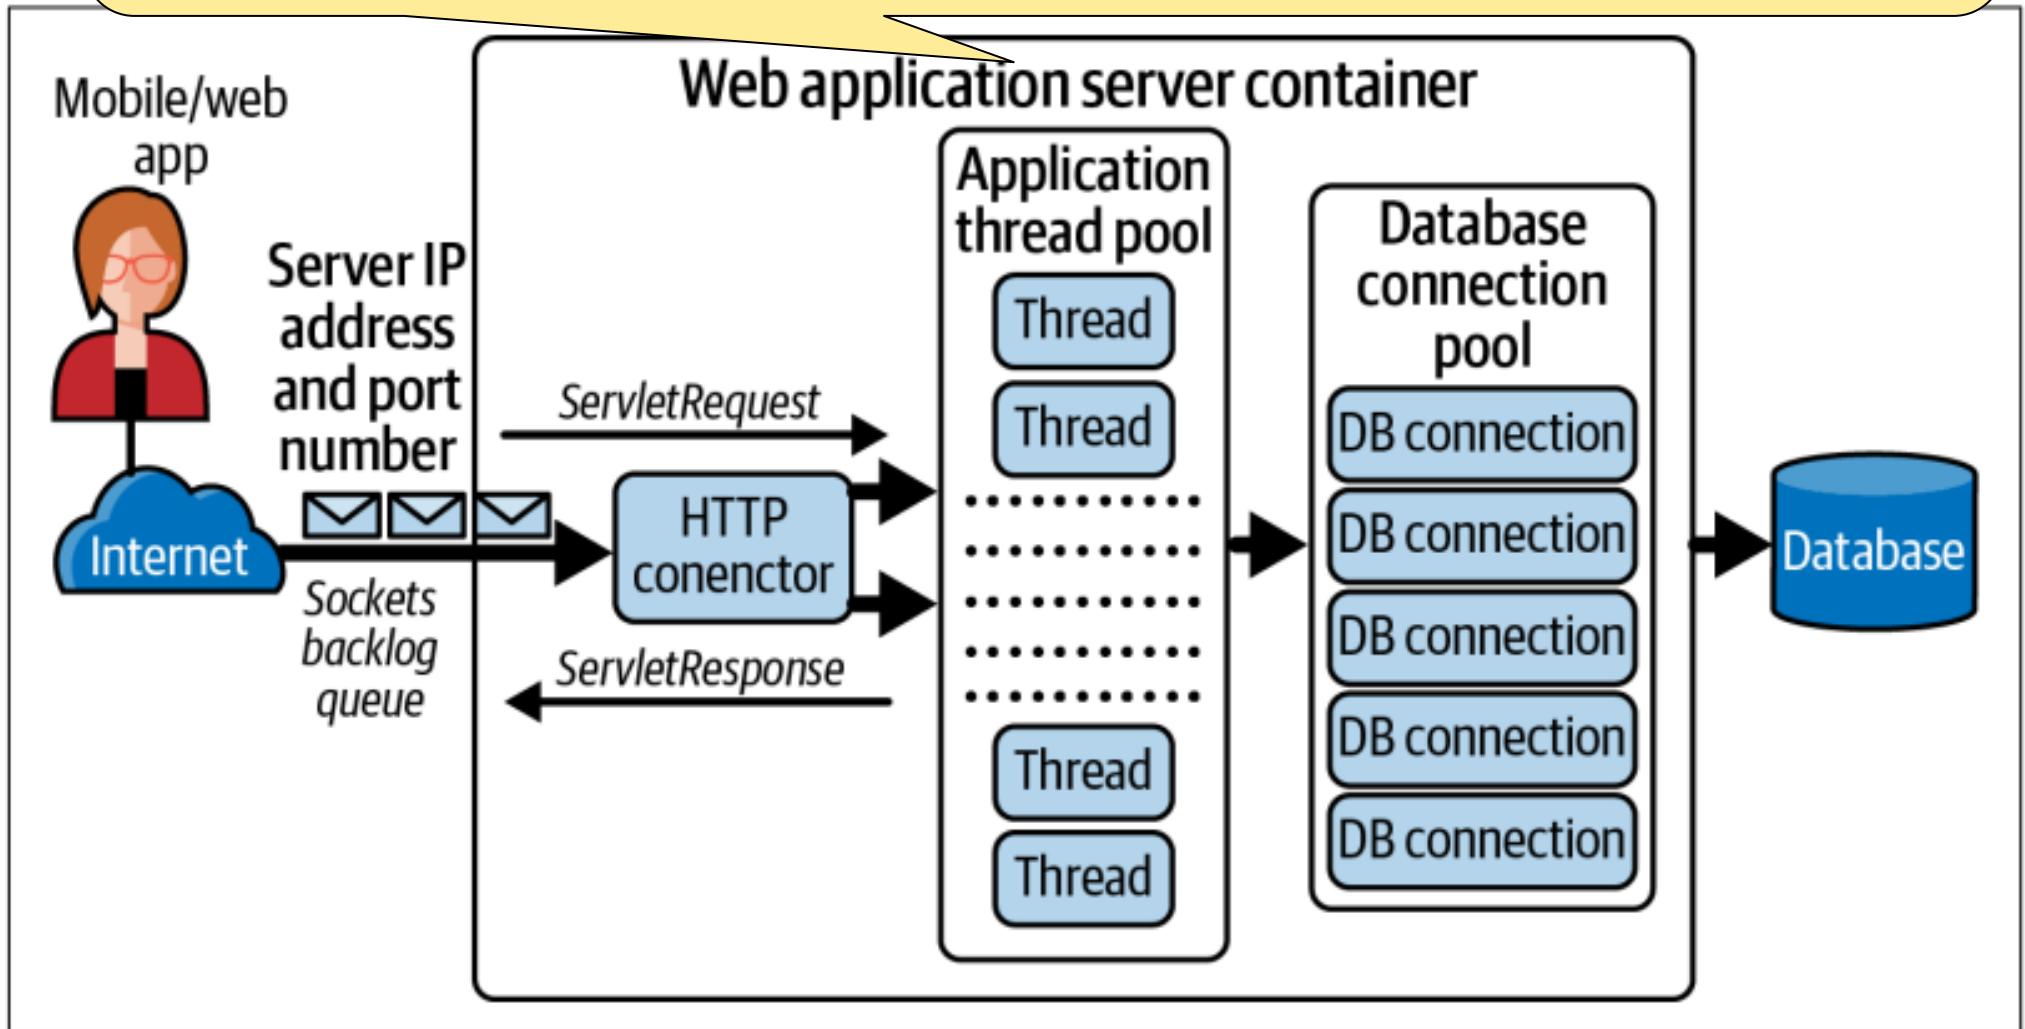 Web application server container
Mobile/web
app
Server IP
address
and port
number
Internet
Sockets
backlog
queue
ServletRequest
HTTP
conenctor
ServletResponse
Application
thread pool
Thread
Thread
Thread
Thread
Database
connection
pool
DB connection
DB connection
DB connection
DB connection
DB connection
Database